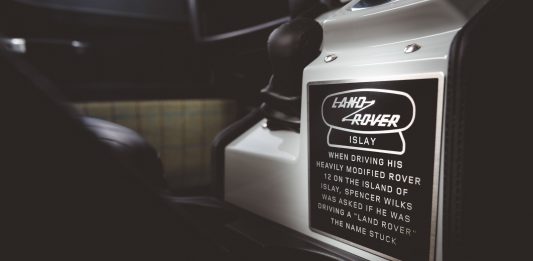 LAND
ROVER
ISLAY
WHEN DRIVING HIS
HEAVILY MODIFIED ROVER
12 ON THE ISLAND OF
ISLAY, SPENCER WILKS
WAS ASKED IF HE WAS
DRIVING A "LAND ROVER"
THE NAME STUCK